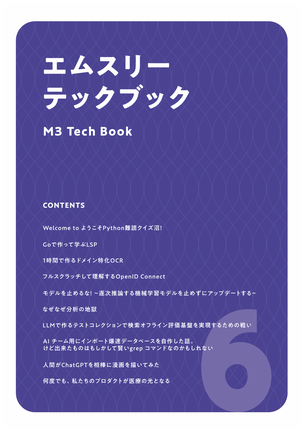 エムスリー
テックブック
M3 Tech Book
CONTENTS
Welcome to ようこそPython難読クイズ沼!
Goで作って学ぶLSP
1時間で作るドメイン特化OCR
フルスクラッチして理解するOpenID Connect
モデルを止めるな! ~逐次推論する機械学習モデルを止めずにアップデートする~
なぜなぜ分析の地獄
LLMで作るテストコレクションで検索オフライン評価基盤を実現するための戦い
AI チーム用にインポート爆速データベースを自作した話。
けど出来たものはもしかして賢いgrep コマンドなのかもしれない
人間がChatGPTを相棒に漫画を描いてみた
何度でも、私たちのプロダクトが医療の光となる
6